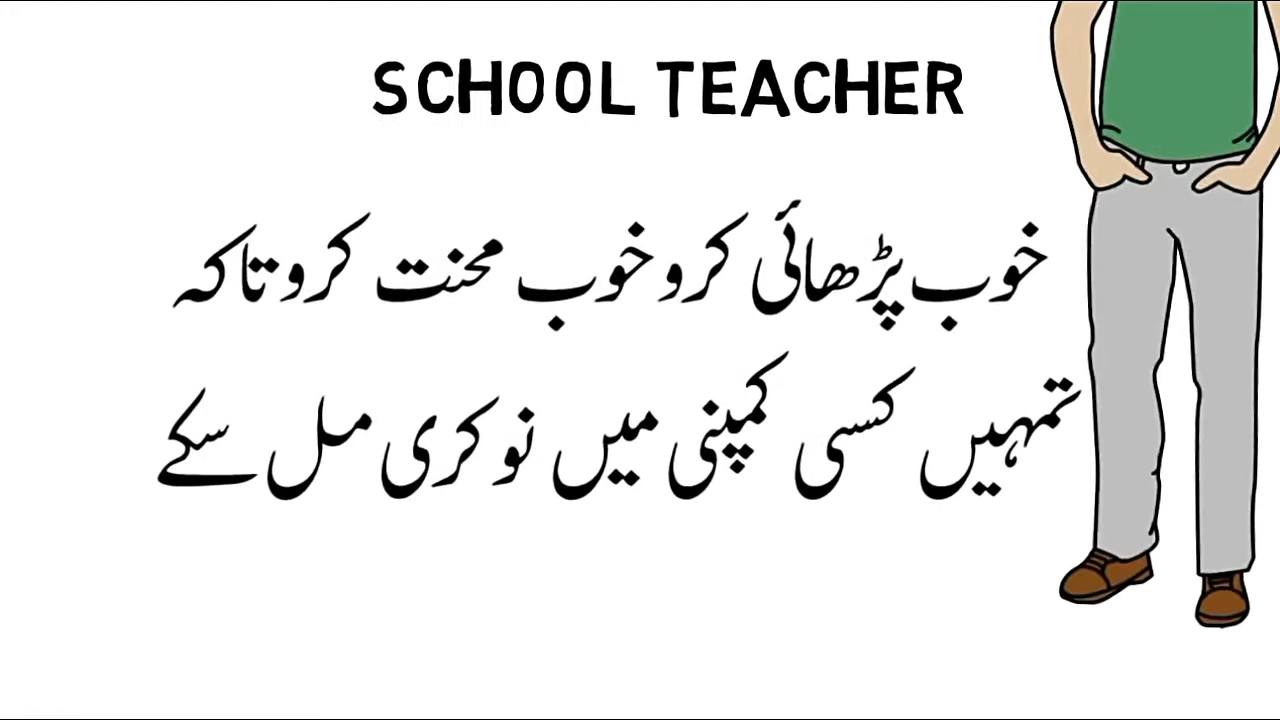 SCHOOL TEACHER
خوب پڑھائی کرو خوب محنت کرو تاکہ
تمہیں کسی کمپنی میں نوکری مل سکے